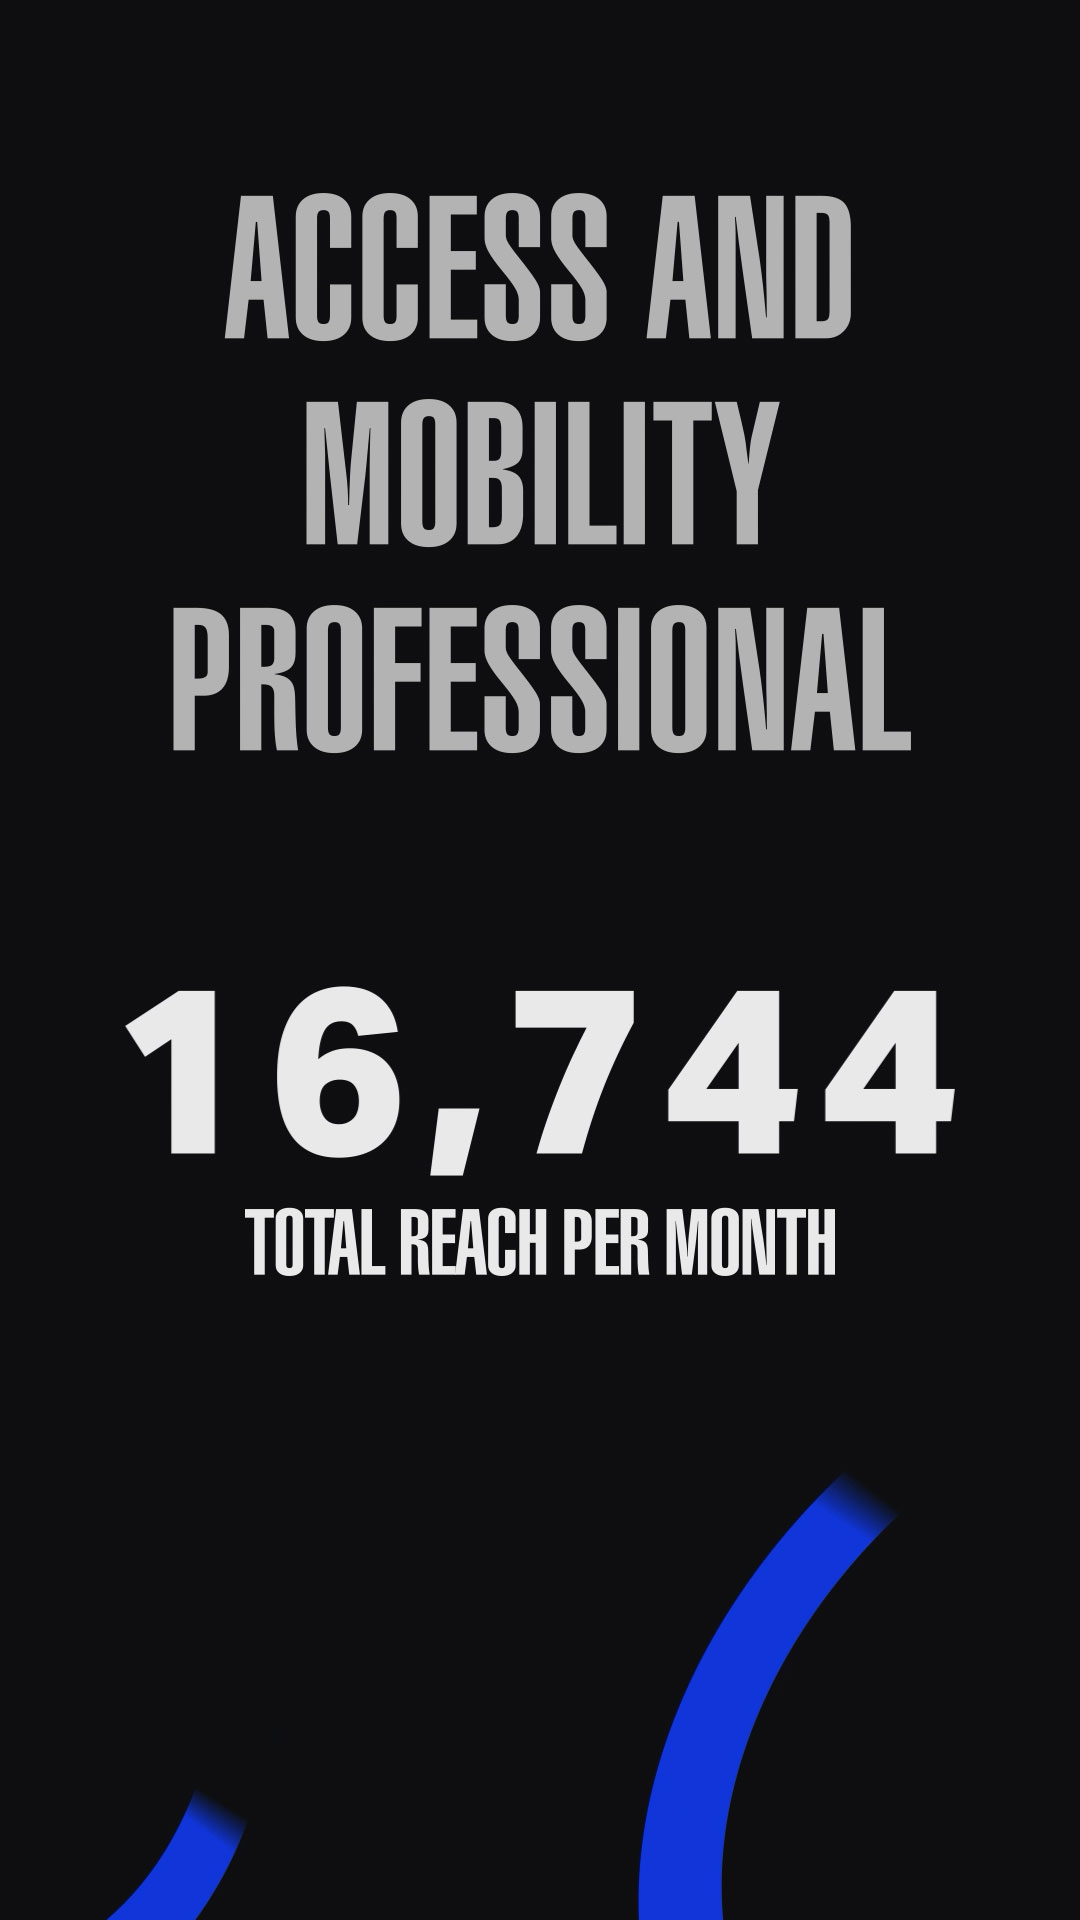 ACCESS AND
MOBILITY
PROFESSIONAL
16,744
TOTAL REACH PER MONTH